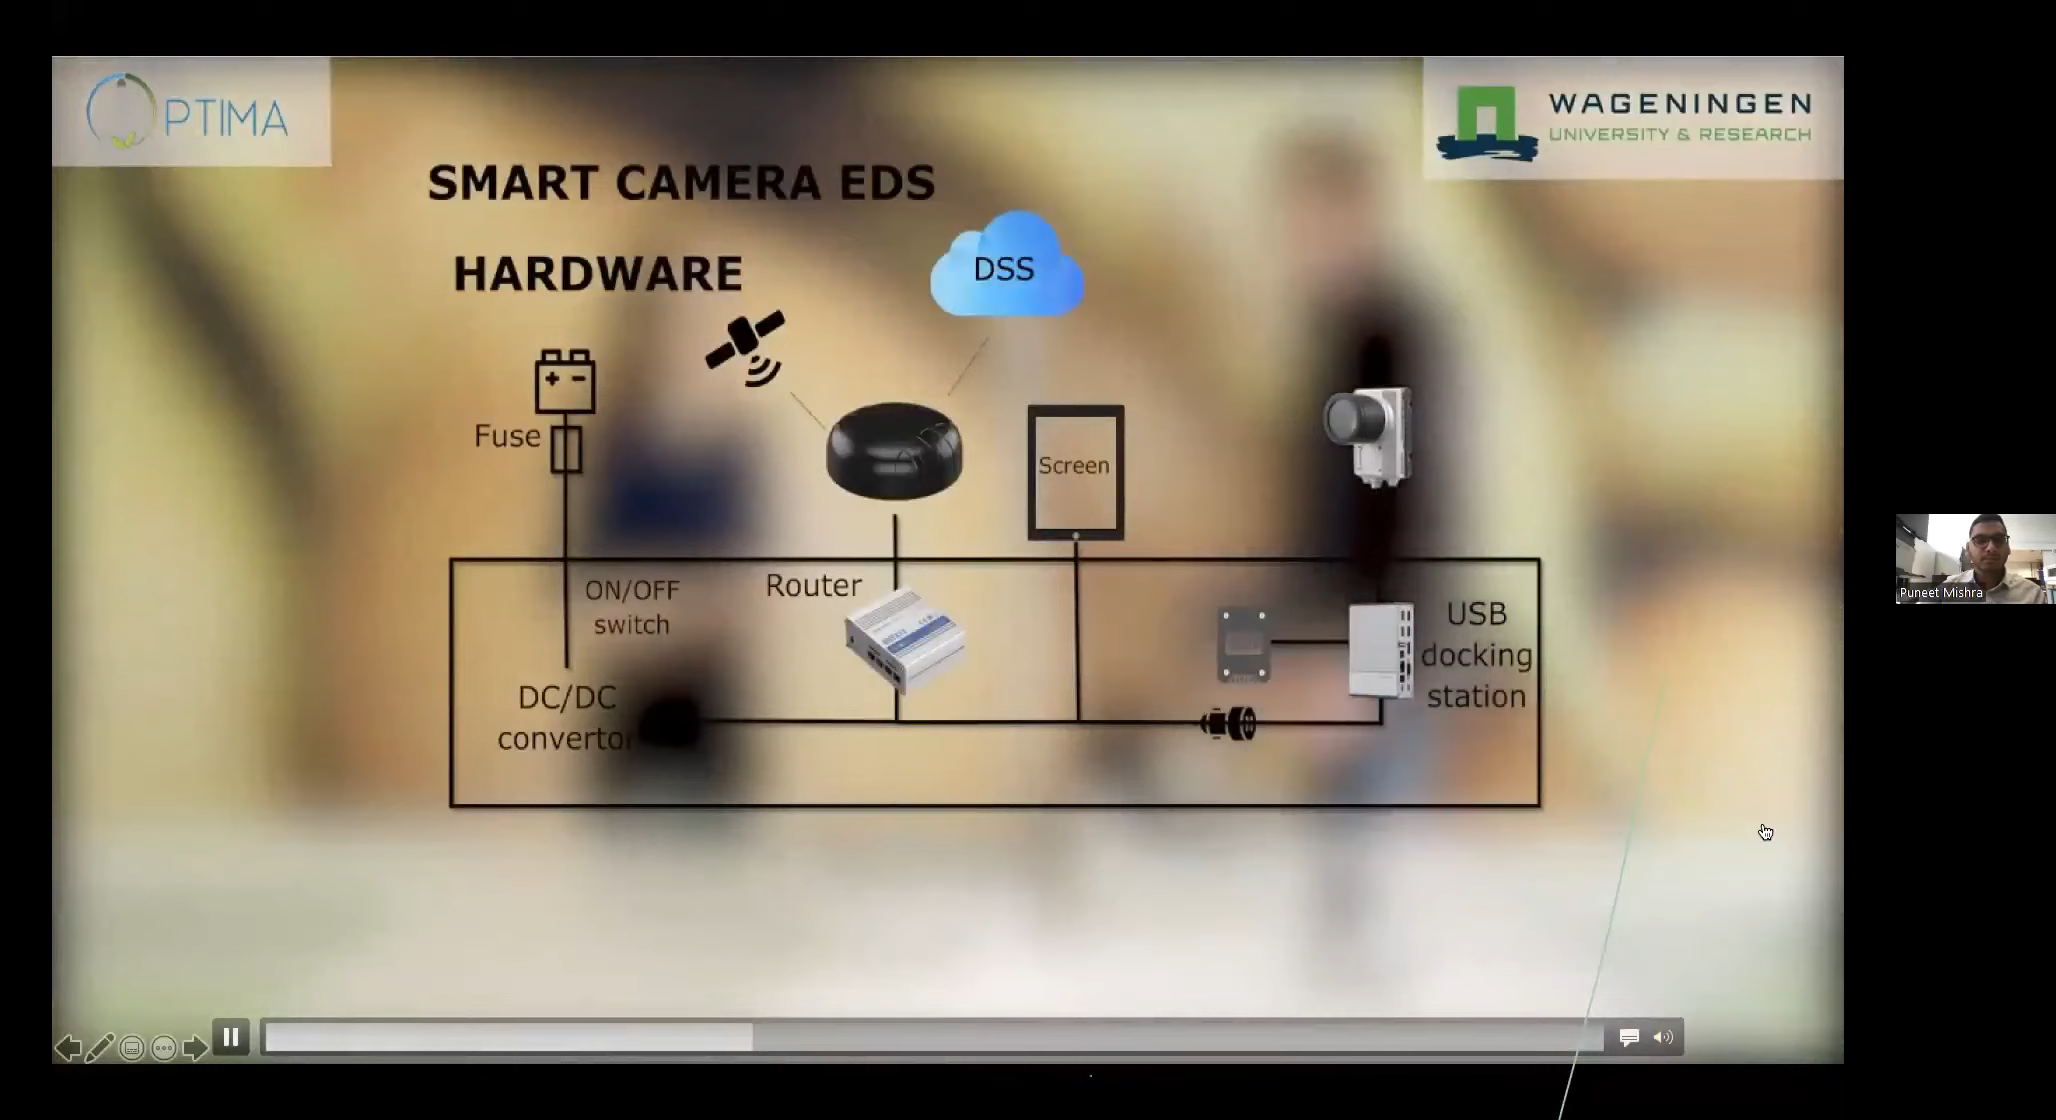 PTIMA
WAGENINGEN
UNIVERSITY & RESEARCH
SMART CAMERA EDS
HARDWARE
DSS
Fuse
Screen
ON/OFF
switch
Router
DC/DC
convertor
USB
docking
station
Puneet Mishra